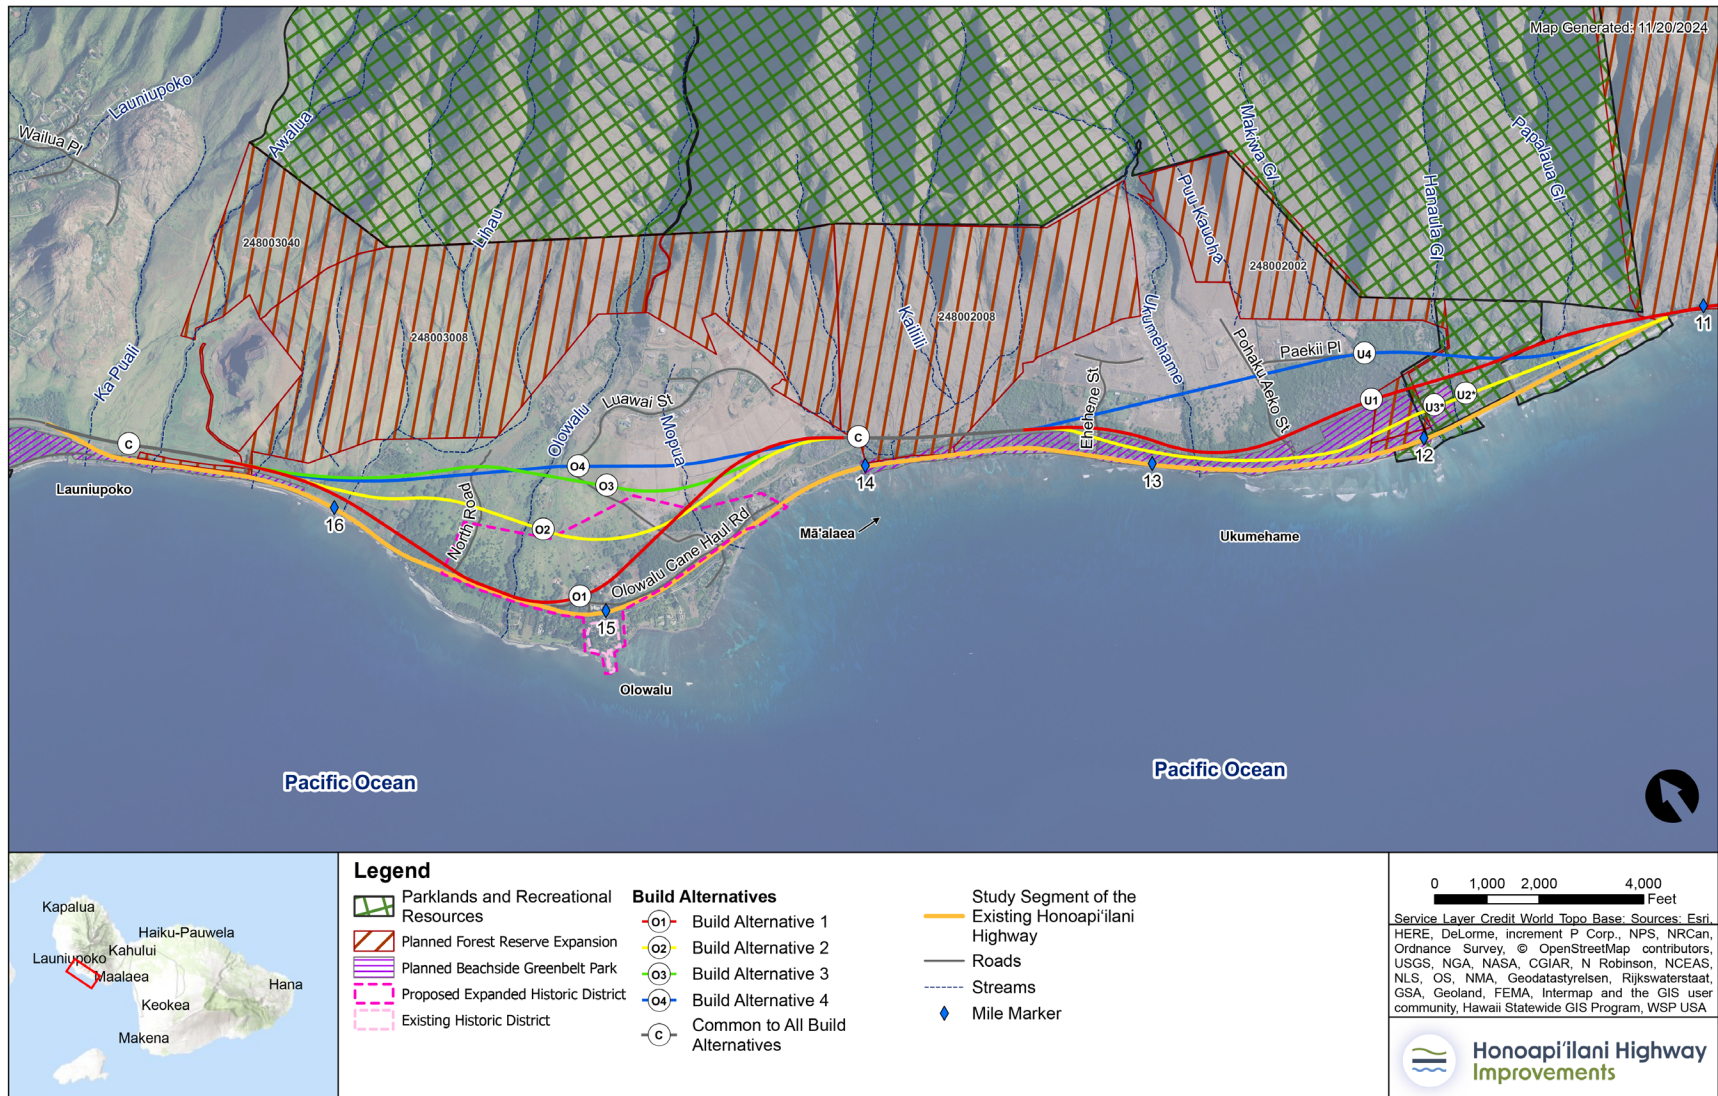 Map Generated: 11/20/2024
Launiupoko
Wailua Pl
Awalua
Makiwa Gl
Papalaua Gl
Hanaula Gl
Puu Kauoha
Lihau
248003040
248002002
248003008
248002008
Kaililii
Ukumehame
11
Ka Puali
Pohaku Aeko St
Paekii Pl
U4
Ehehene St
Luawai St
Olowalu
Mopua
U1
U3*
U2*
C
C
O4
O3
12
13
14
Launiupoko
16
North Road
O2
Olowalu Cane Haul Rd
Mā'alaea
Ukumehame
O1
15
Olowalu
Pacific Ocean
Pacific Ocean
Kapalua
Haiku-Pauwela
Kahului
Launiupoko
Maalaea
Hana
Keokea
Makena
Legend
Parklands and Recreational
Resources
Planned Forest Reserve Expansion
Planned Beachside Greenbelt Park
Proposed Expanded Historic District
Existing Historic District
Build Alternatives
O1 Build Alternative 1
O2 Build Alternative 2
O3 Build Alternative 3
O4 Build Alternative 4
C Common to All Build
Alternatives
Study Segment of the
Existing Honoapiʻilani
Highway
Roads
Streams
Mile Marker
0 1,000 2,000 4,000
Feet
Service Layer Credit World Topo Base: Sources: Esri,
HERE, DeLorme, increment P Corp., NPS, NRCan,
Ordnance Survey, © OpenStreetMap contributors,
USGS, NGA, NASA, CGIAR, N Robinson, NCEAS,
NLS, OS, NMA, Geodatastyrelsen, Rijkswaterstaat,
GSA, Geoland, FEMA, Intermap and the GIS user
community, Hawaii Statewide GIS Program, WSP USA
Honoapiʻilani Highway
Improvements